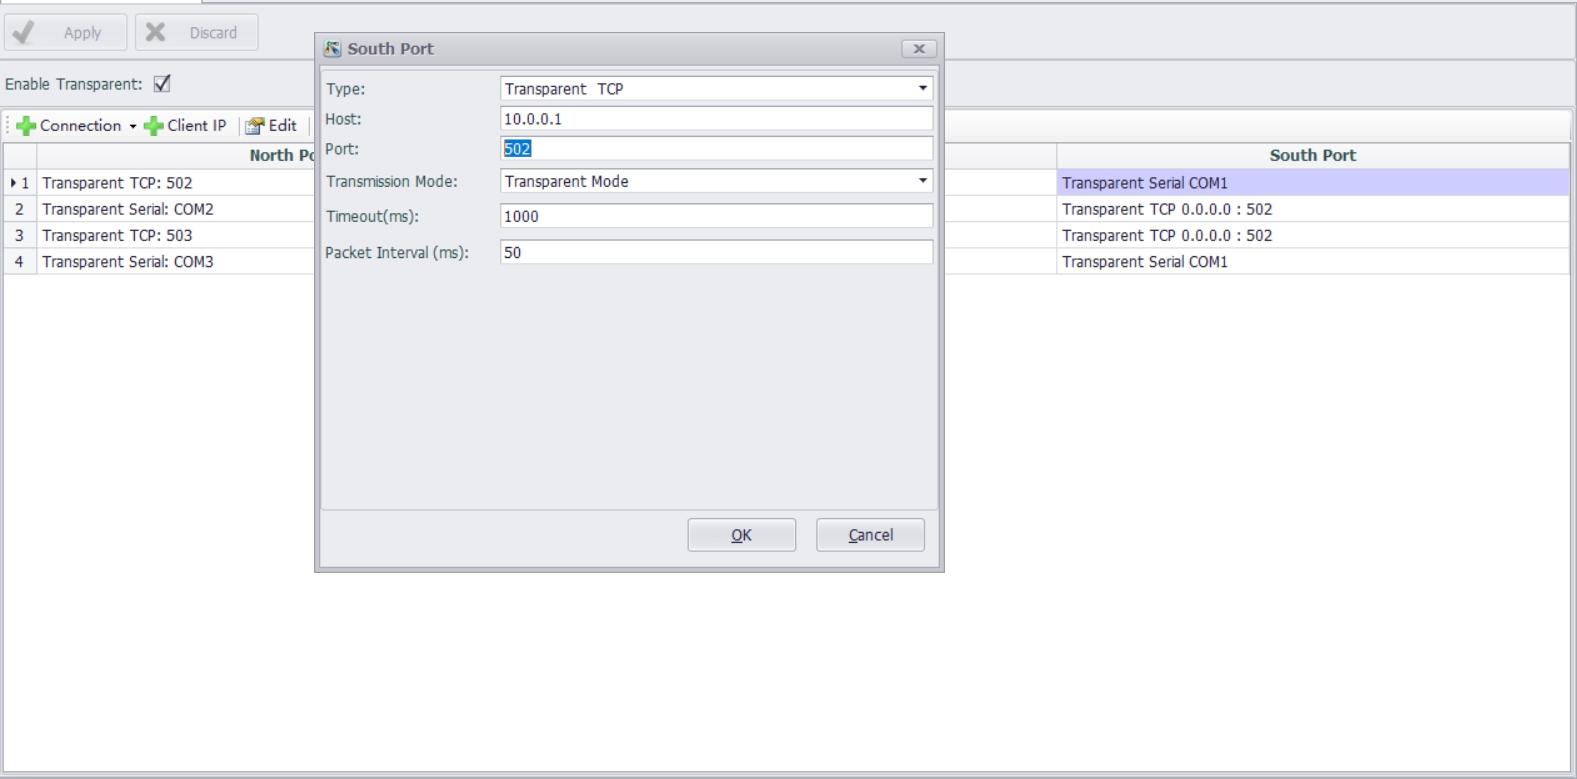 Apply Discard
South Port
Enable Transparent:
Type: Transparent TCP
Host: 10.0.0.1
Connection Client IP Edit
Port: 502
North Po South Port
Transmission Mode: Transparent Mode
1 Transparent TCP: 502 Transparent Serial COM1
2 Transparent Serial: COM2 Transparent TCP 0.0.0.0 : 502
Timeout(ms): 1000
3 Transparent TCP: 503 Transparent TCP 0.0.0.0 : 502
Packet Interval (ms): 50
4 Transparent Serial: COM3 Transparent Serial COM1
OK Cancel